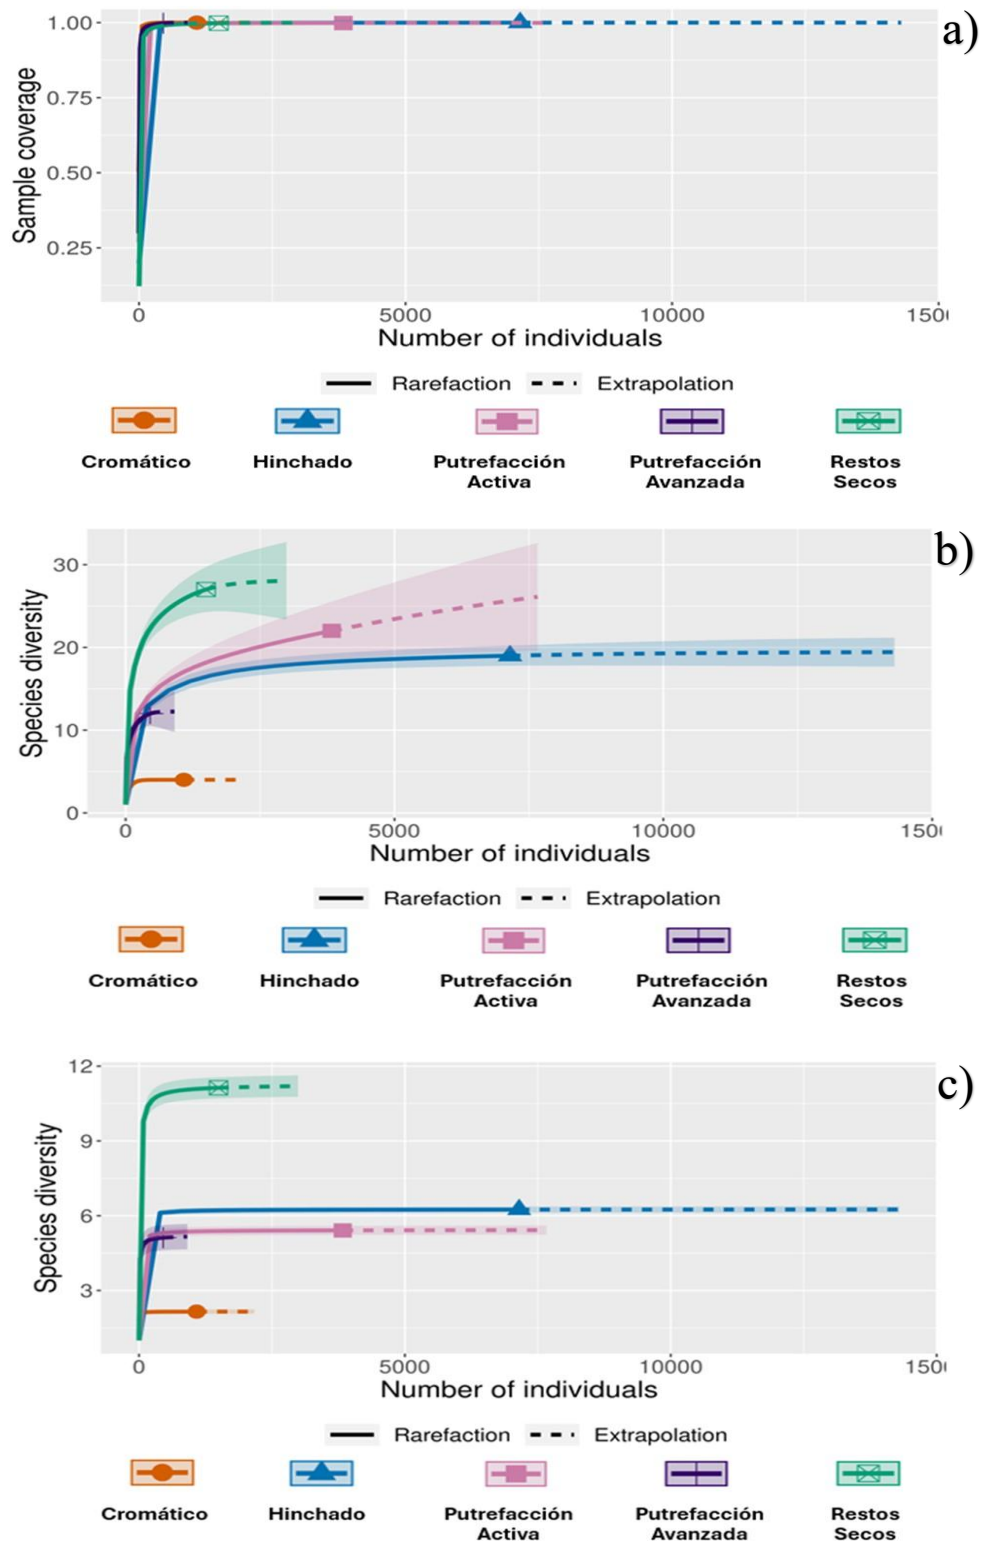 a)
1.00
0.75
0.50
0.25
Sample coverage
0 5000 10000 1500
Number of individuals
Rarefaction Extrapolation
Cromático Hinchado Putrefacción Putrefacción Restos
Activa Avanzada Secos
b)
30
20
10
0
Species diversity
0 5000 10000 1500
Number of individuals
Rarefaction Extrapolation
Cromático Hinchado Putrefacción Putrefacción Restos
Activa Avanzada Secos
c)
12
9
6
3
Species diversity
0 5000 10000 1500
Number of individuals
Rarefaction Extrapolation
Cromático Hinchado Putrefacción Putrefacción Restos
Activa Avanzada Secos